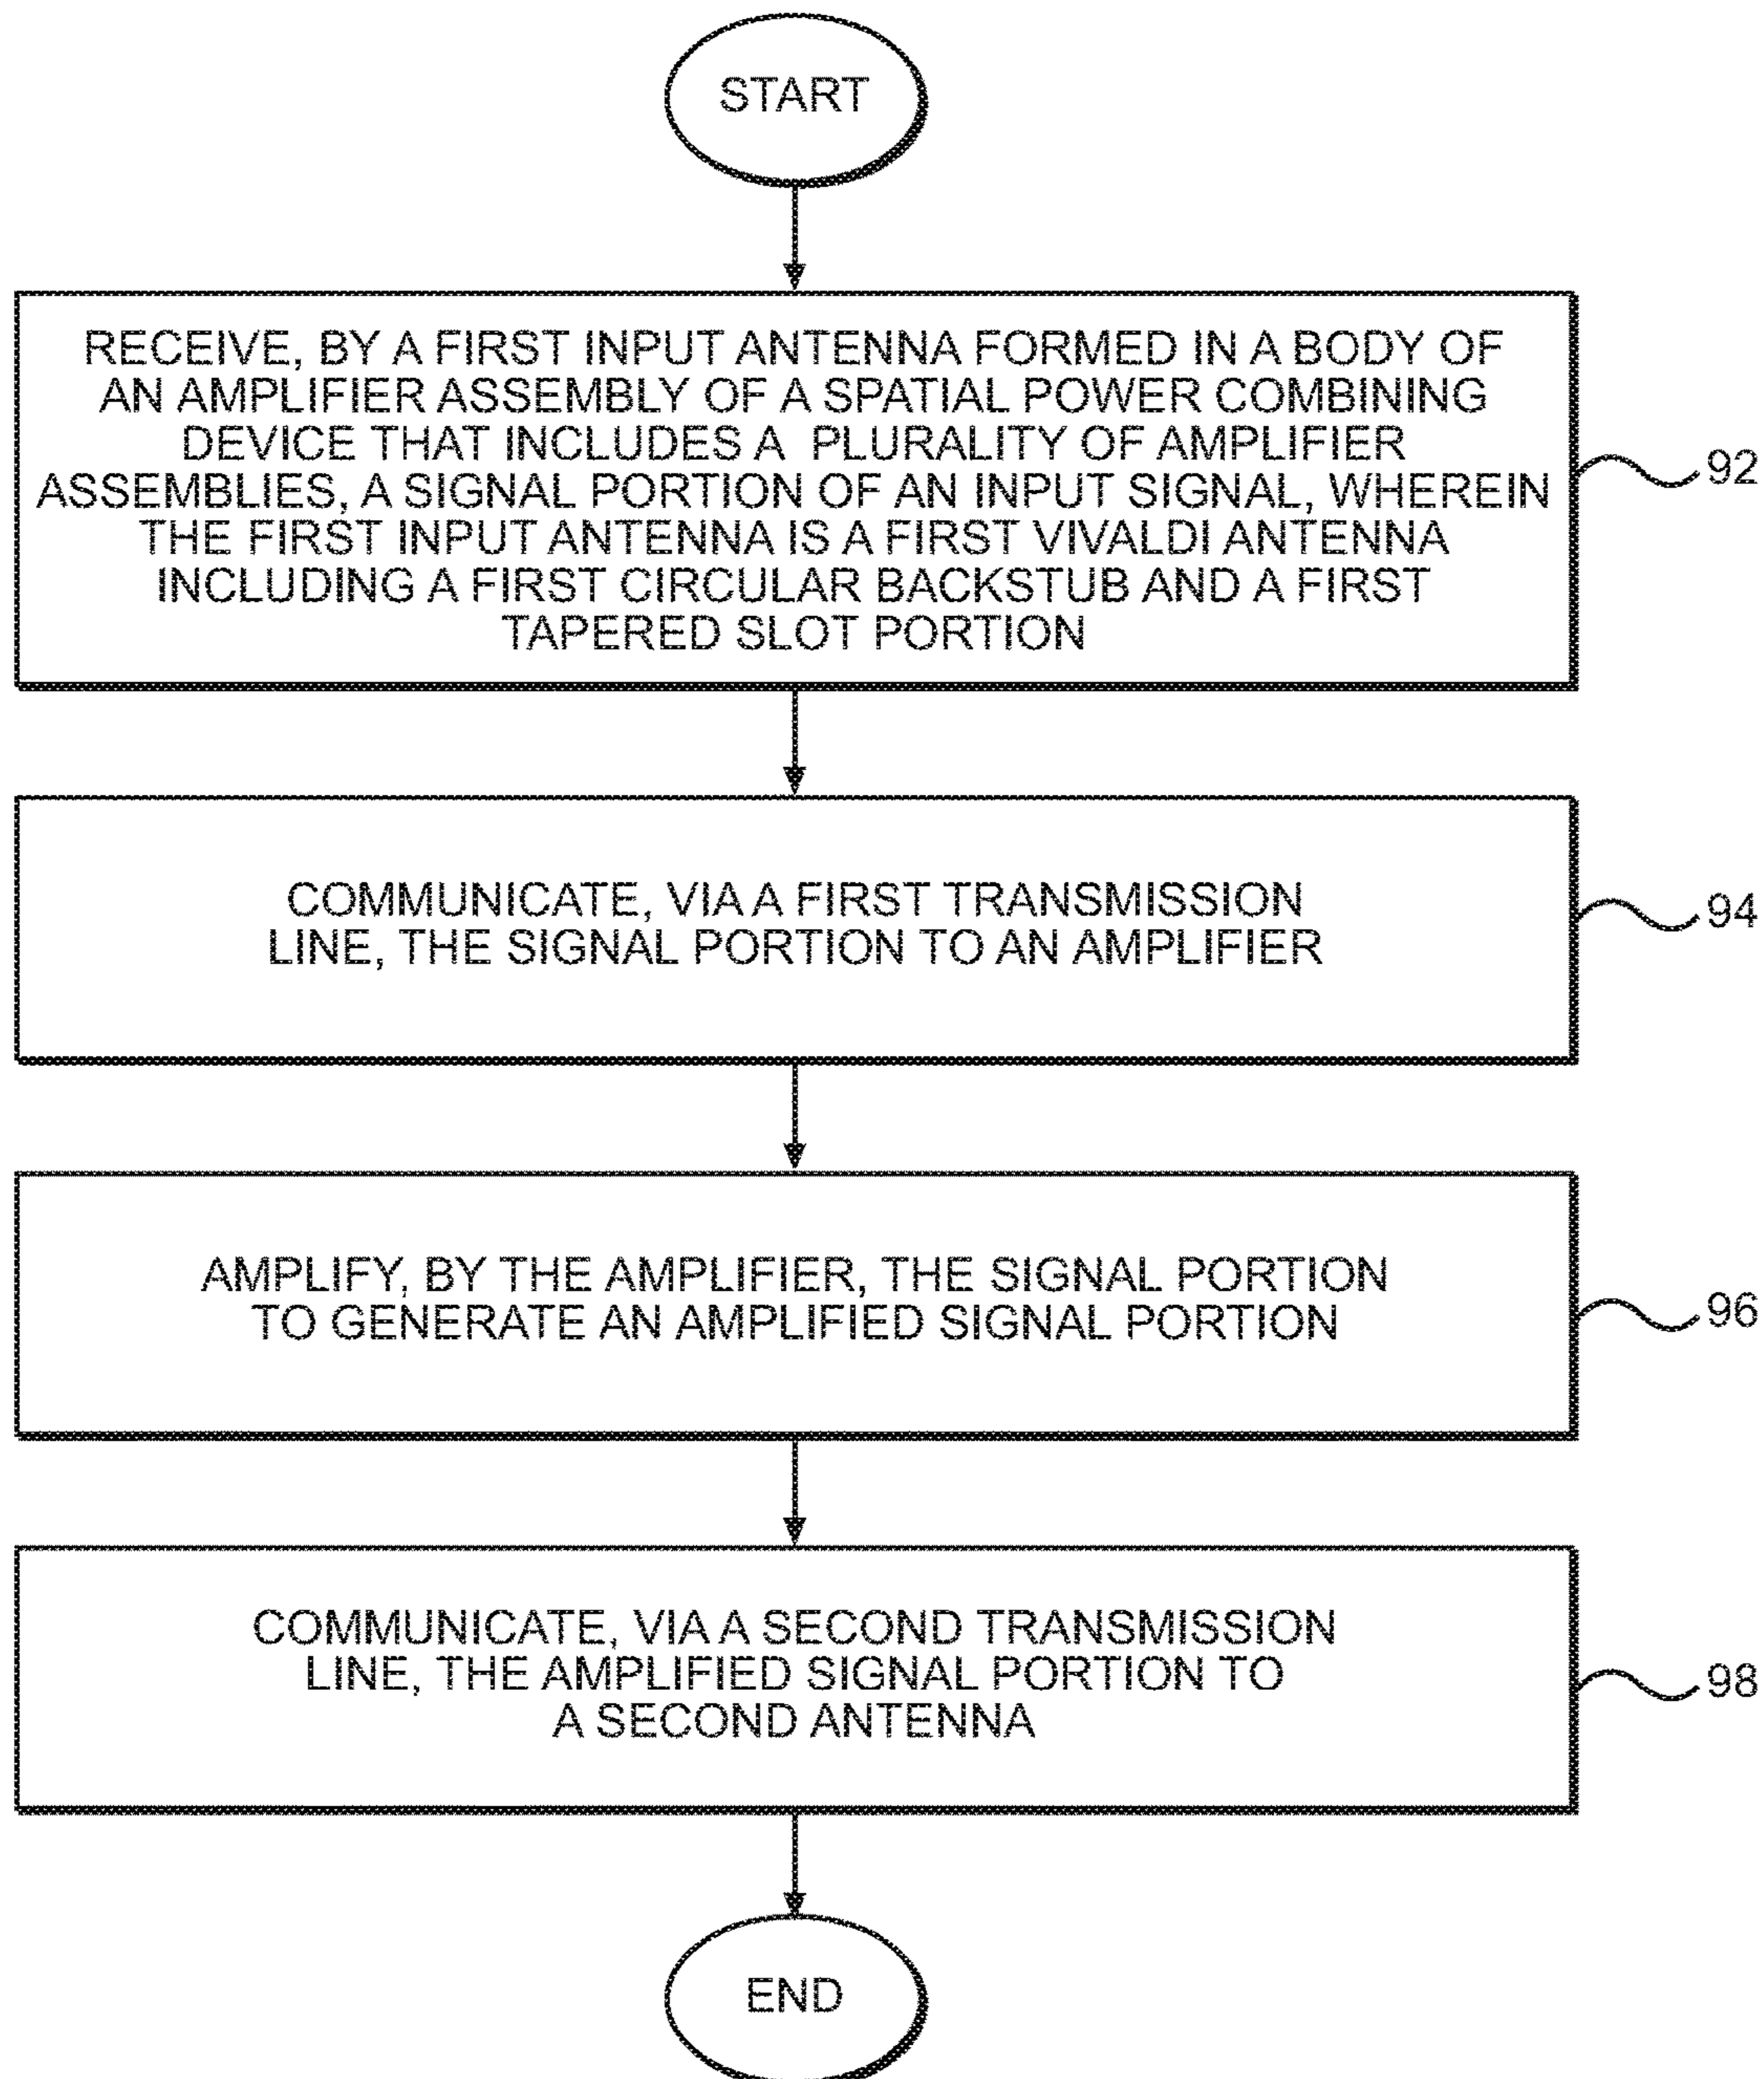 START
RECEIVE, BY A FIRST INPUT ANTENNA FORMED IN A BODY OF
AN AMPLIFIER ASSEMBLY OF A SPATIAL POWER COMBINING
DEVICE THAT INCLUDES A PLURALITY OF AMPLIFIER
ASSEMBLIES, A SIGNAL PORTION OF AN INPUT SIGNAL, WHEREIN
THE FIRST INPUT ANTENNA IS A FIRST VIVALDI ANTENNA
INCLUDING A FIRST CIRCULAR BACKSTUB AND A FIRST
TAPERED SLOT PORTION
92
COMMUNICATE, VIA A FIRST TRANSMISSION
LINE, THE SIGNAL PORTION TO AN AMPLIFIER
94
AMPLIFY, BY THE AMPLIFIER, THE SIGNAL PORTION
TO GENERATE AN AMPLIFIED SIGNAL PORTION
96
COMMUNICATE, VIA A SECOND TRANSMISSION
LINE, THE AMPLIFIED SIGNAL PORTION TO
A SECOND ANTENNA
98
END